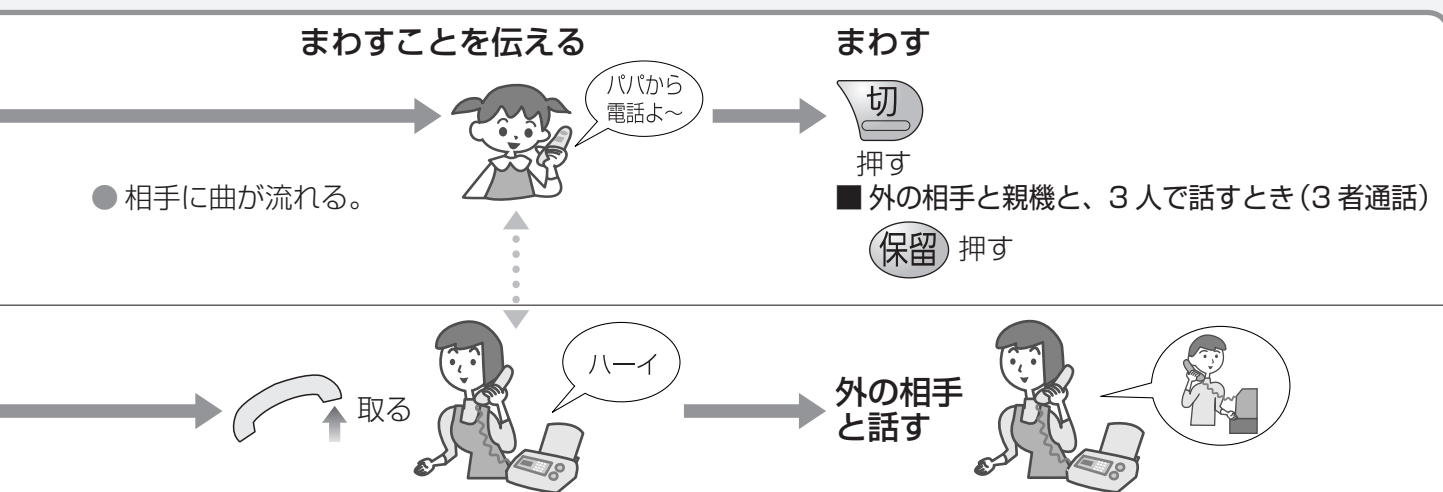 まわすことを伝える
パパから
電話よ～
● 相手に曲が流れる。
まわす
切
押す
■ 外の相手と親機と、3 人で話すとき（3 者通話）
保留 押す
取る
ハーイ
外の相手
と話す